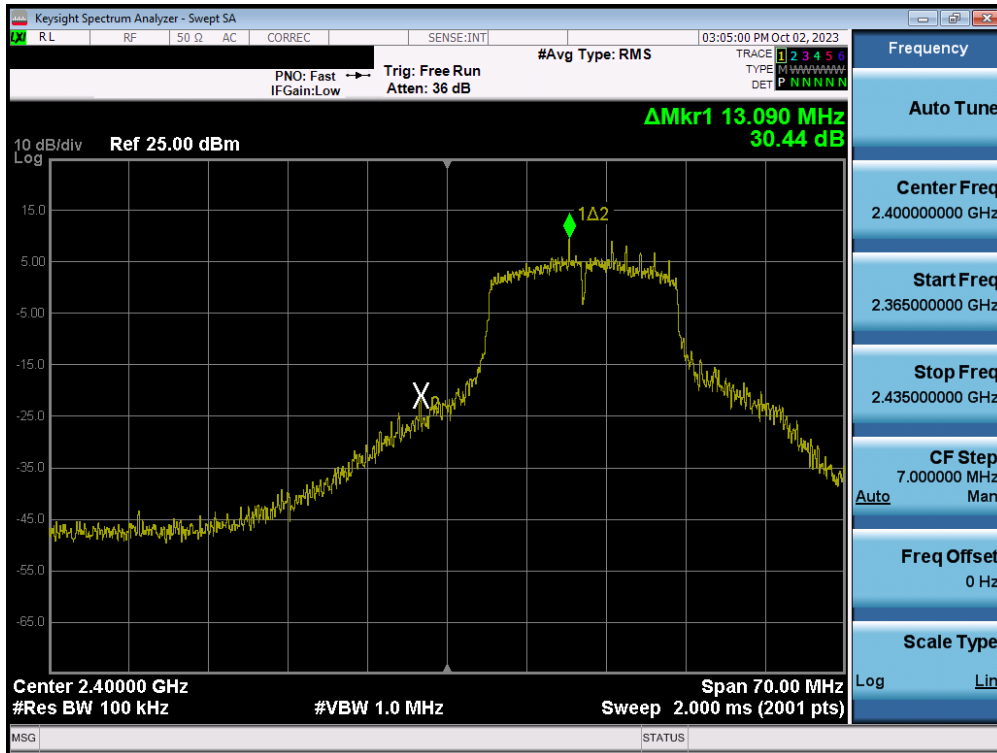 Keysight Spectrum Analyzer - Swept SA
LXI RL RF 50 Ω AC CORREC SENSE:INT 03:05:00 PM Oct 02, 2023
PNO: Fast
IFGain:Low
Trig: Free Run
Atten: 36 dB
#Avg Type: RMS
TRACE 1 2 3 4 5 6
TYPE M WWWWW
DET P N N N N N
ΔMkr1 13.090 MHz
30.44 dB
10 dB/div
Log
Ref 25.00 dBm
15.0
5.00
-5.00
-15.0
-25.0
-35.0
-45.0
-55.0
-65.0
1Δ2
X2
Center 2.40000 GHz
Span 70.00 MHz
#Res BW 100 kHz
#VBW 1.0 MHz
Sweep 2.000 ms (2001 pts)
MSG
STATUS
Frequency
Auto Tune
Center Freq
2.400000000 GHz
Start Freq
2.365000000 GHz
Stop Freq
2.435000000 GHz
CF Step
7.000000 MHz
Auto Man
Freq Offset
0 Hz
Scale Type
Log Lin